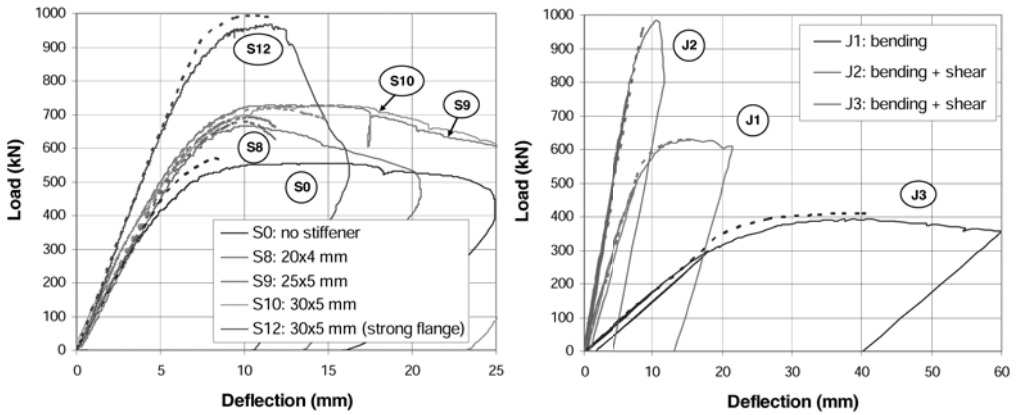 Load (kN)
1000
900
800
700
600
500
400
300
200
100
0
S12
S10
S9
S8
S0
S0: no stiffener
S8: 20x4 mm
S9: 25x5 mm
S10: 30x5 mm
S12: 30x5 mm (strong flange)
0 5 10 15 20 25
Deflection (mm)
Load (kN)
1000
900
800
700
600
500
400
300
200
100
0
J2
J1
J3
J1: bending
J2: bending + shear
J3: bending + shear
0 10 20 30 40 50 60
Deflection (mm)